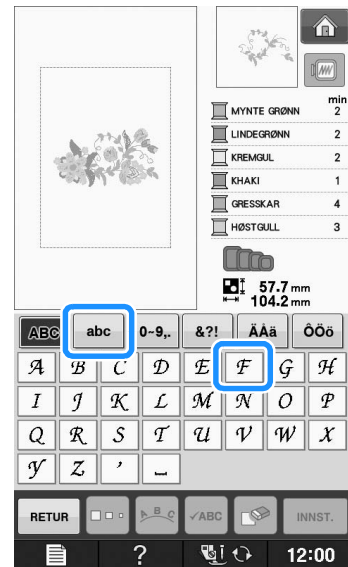 min
MYNTE GRØNN 2
LINDEGRØNN 2
KREMGUL 2
KHAKI 1
GRESSKAR 4
HØSTGULL 3
57.7 mm
104.2 mm
ABC abc 0~9,. &?! ÄÅä ÔÖö
A B C D E F G H
I J K L M N O P
Q R S T U V W X
Y Z ’ _
RETUR A B C ✓ABC INNST.
? 12:00